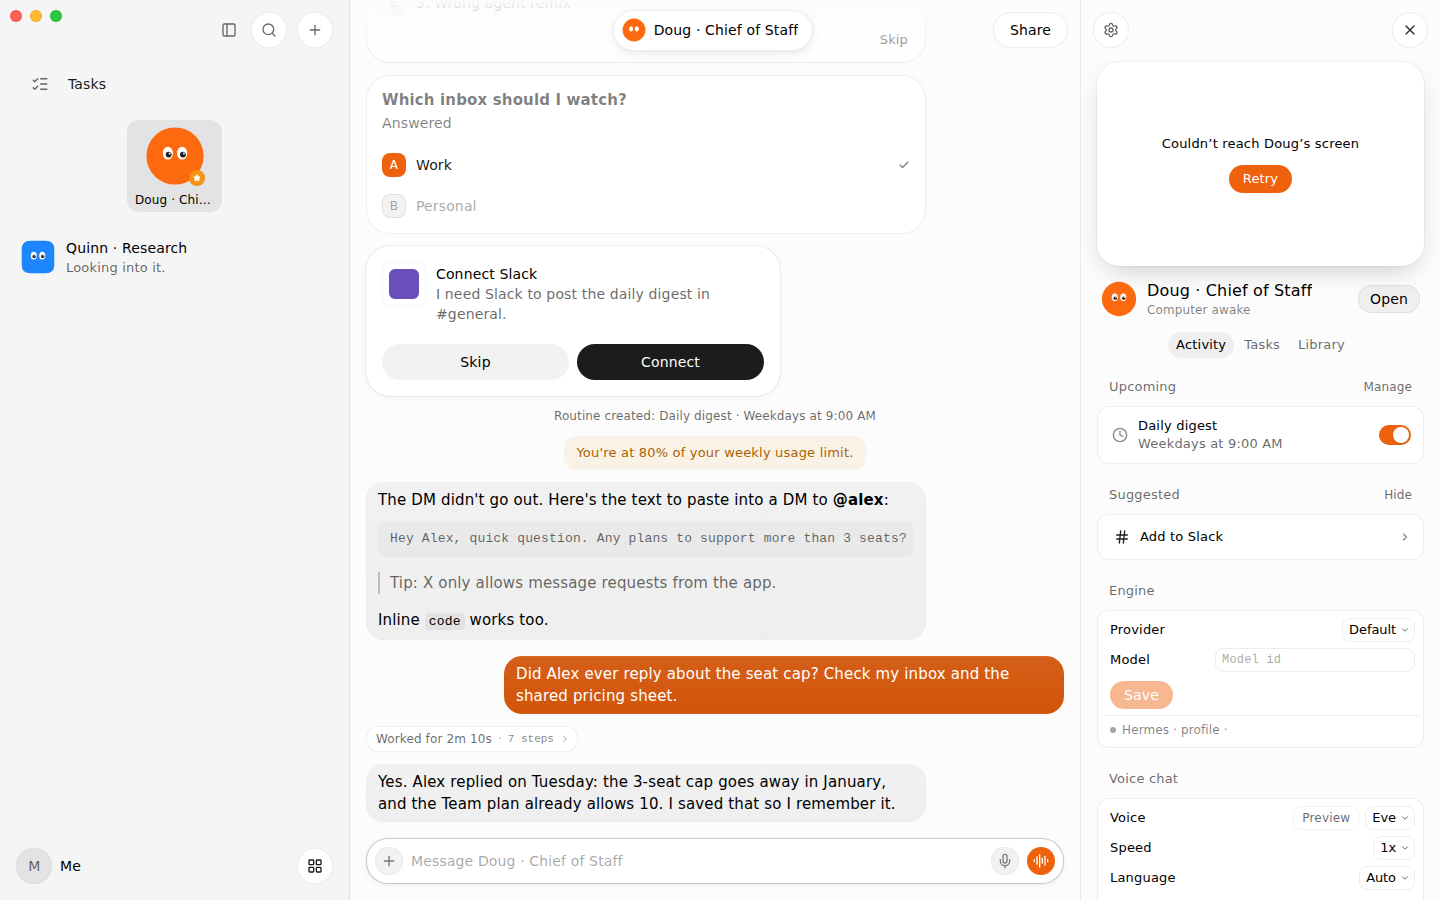 Tasks
Doug · Chi...
Quinn · Research
Looking into it.
M
Me
3. Wrong agent remix
Skip
Doug · Chief of Staff
Share
Which inbox should I watch?
Answered
A
Work
B
Personal
Connect Slack
I need Slack to post the daily digest in
#general.
Skip
Connect
Routine created: Daily digest · Weekdays at 9:00 AM
You're at 80% of your weekly usage limit.
The DM didn't go out. Here's the text to paste into a DM to @alex:
Hey Alex, quick question. Any plans to support more than 3 seats?
Tip: X only allows message requests from the app.
Inline code works too.
Did Alex ever reply about the seat cap? Check my inbox and the
shared pricing sheet.
Worked for 2m 10s · 7 steps
Yes. Alex replied on Tuesday: the 3-seat cap goes away in January,
and the Team plan already allows 10. I saved that so I remember it.
Message Doug · Chief of Staff
Couldn’t reach Doug’s screen
Retry
Doug · Chief of Staff
Computer awake
Open
Activity
Tasks
Library
Upcoming
Manage
Daily digest
Weekdays at 9:00 AM
Suggested
Hide
Add to Slack
Engine
Provider
Default
Model
Model id
Save
Hermes · profile ·
Voice chat
Voice
Preview
Eve
Speed
1x
Language
Auto